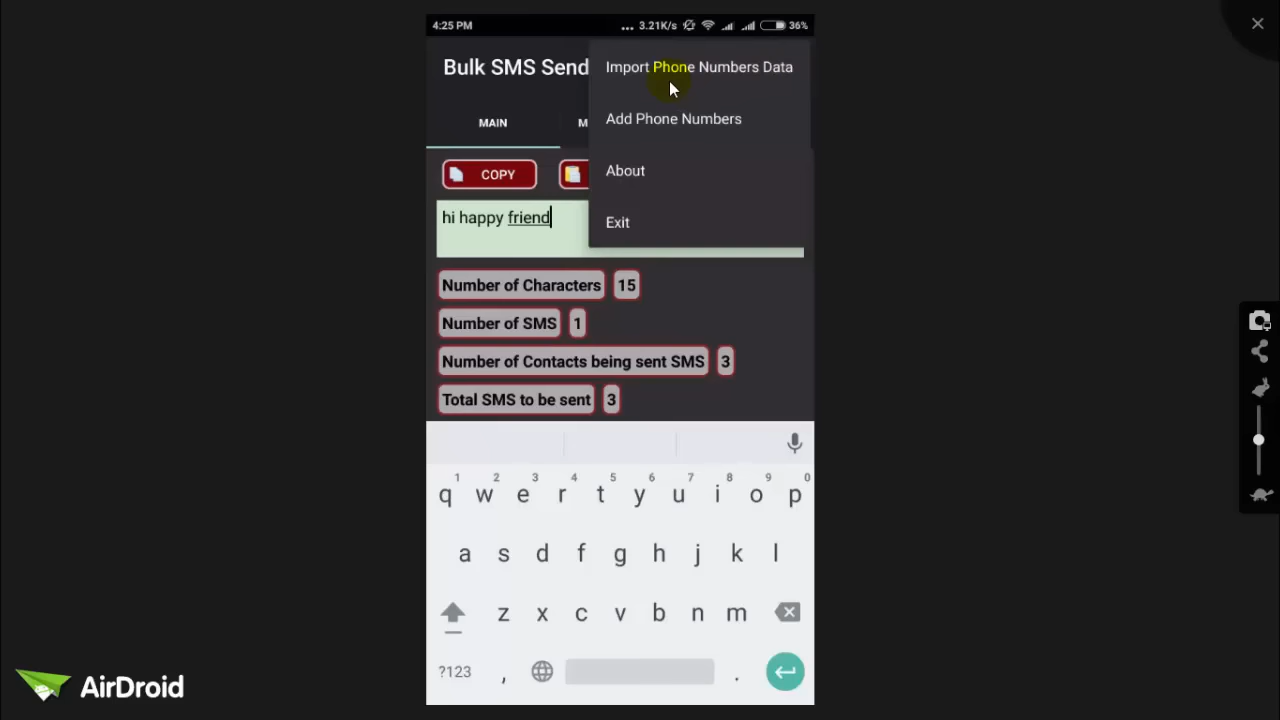 4:25 PM
... 3.21K/s
36%
Bulk SMS Send
Import Phone Numbers Data
Add Phone Numbers
About
Exit
MAIN
M
COPY
hi happy friend
Number of Characters 15
Number of SMS 1
Number of Contacts being sent SMS 3
Total SMS to be sent 3
1 2 3 4 5 6 7 8 9 0
q w e r t y u i o p
a s d f g h j k l
z x c v b n m
?123 , .
AirDroid